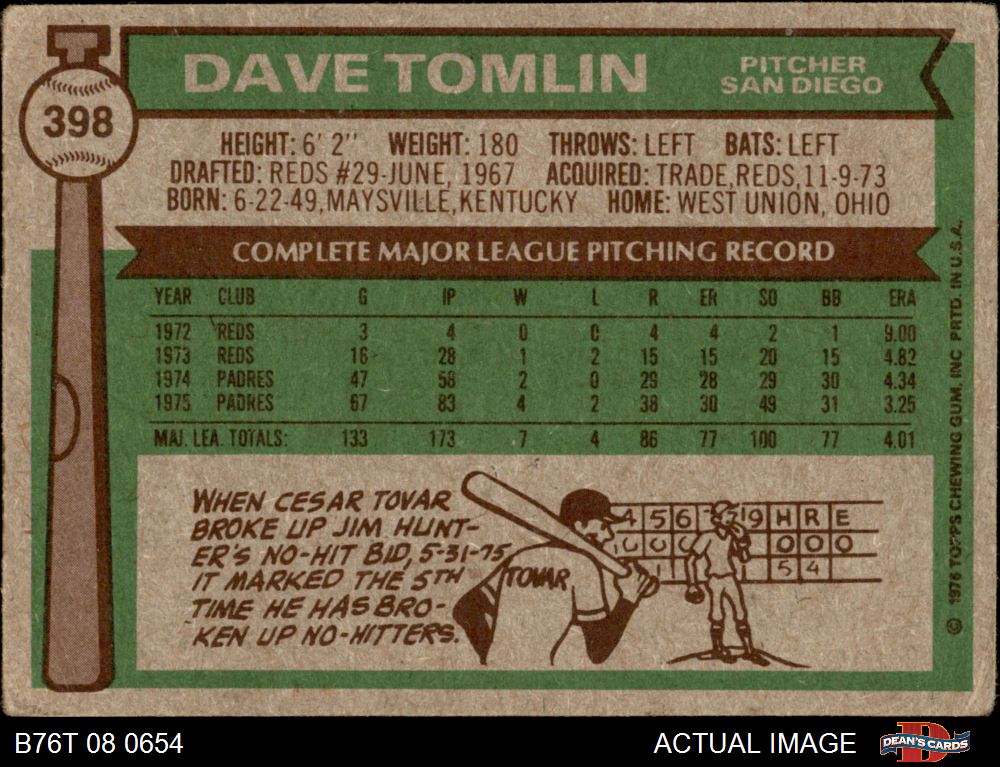 398
DAVE TOMLIN
PITCHER
SAN DIEGO
HEIGHT: 6' 2" WEIGHT: 180 THROWS: LEFT BATS: LEFT
DRAFTED: REDS #29-JUNE, 1967 ACQUIRED: TRADE,REDS,11-9-73
BORN: 6-22-49,MAYSVILLE,KENTUCKY HOME: WEST UNION, OHIO
COMPLETE MAJOR LEAGUE PITCHING RECORD
YEAR CLUB G IP W L R ER SO BB ERA
1972 REDS 3 4 0 0 4 4 2 1 9.00
1973 REDS 16 28 1 2 15 15 20 15 4.82
1974 PADRES 47 58 2 0 29 28 29 30 4.34
1975 PADRES 67 83 4 2 38 30 49 31 3.25
MAJ. LEA. TOTALS: 133 173 7 4 86 77 100 77 4.01
WHEN CESAR TOVAR
BROKE UP JIM HUNT-
ER'S NO-HIT BID, 5-31-75,
IT MARKED THE 5TH
TIME HE HAS BRO-
KEN UP NO-HITTERS.
TOVAR
4 5 6 7 9 H R E
0 0 0 0 0 0
1 5 4
© 1976 TOPPS CHEWING GUM, INC PRTD. IN U.S.A.
B76T 08 0654
ACTUAL IMAGE
DEAN'S CARDS